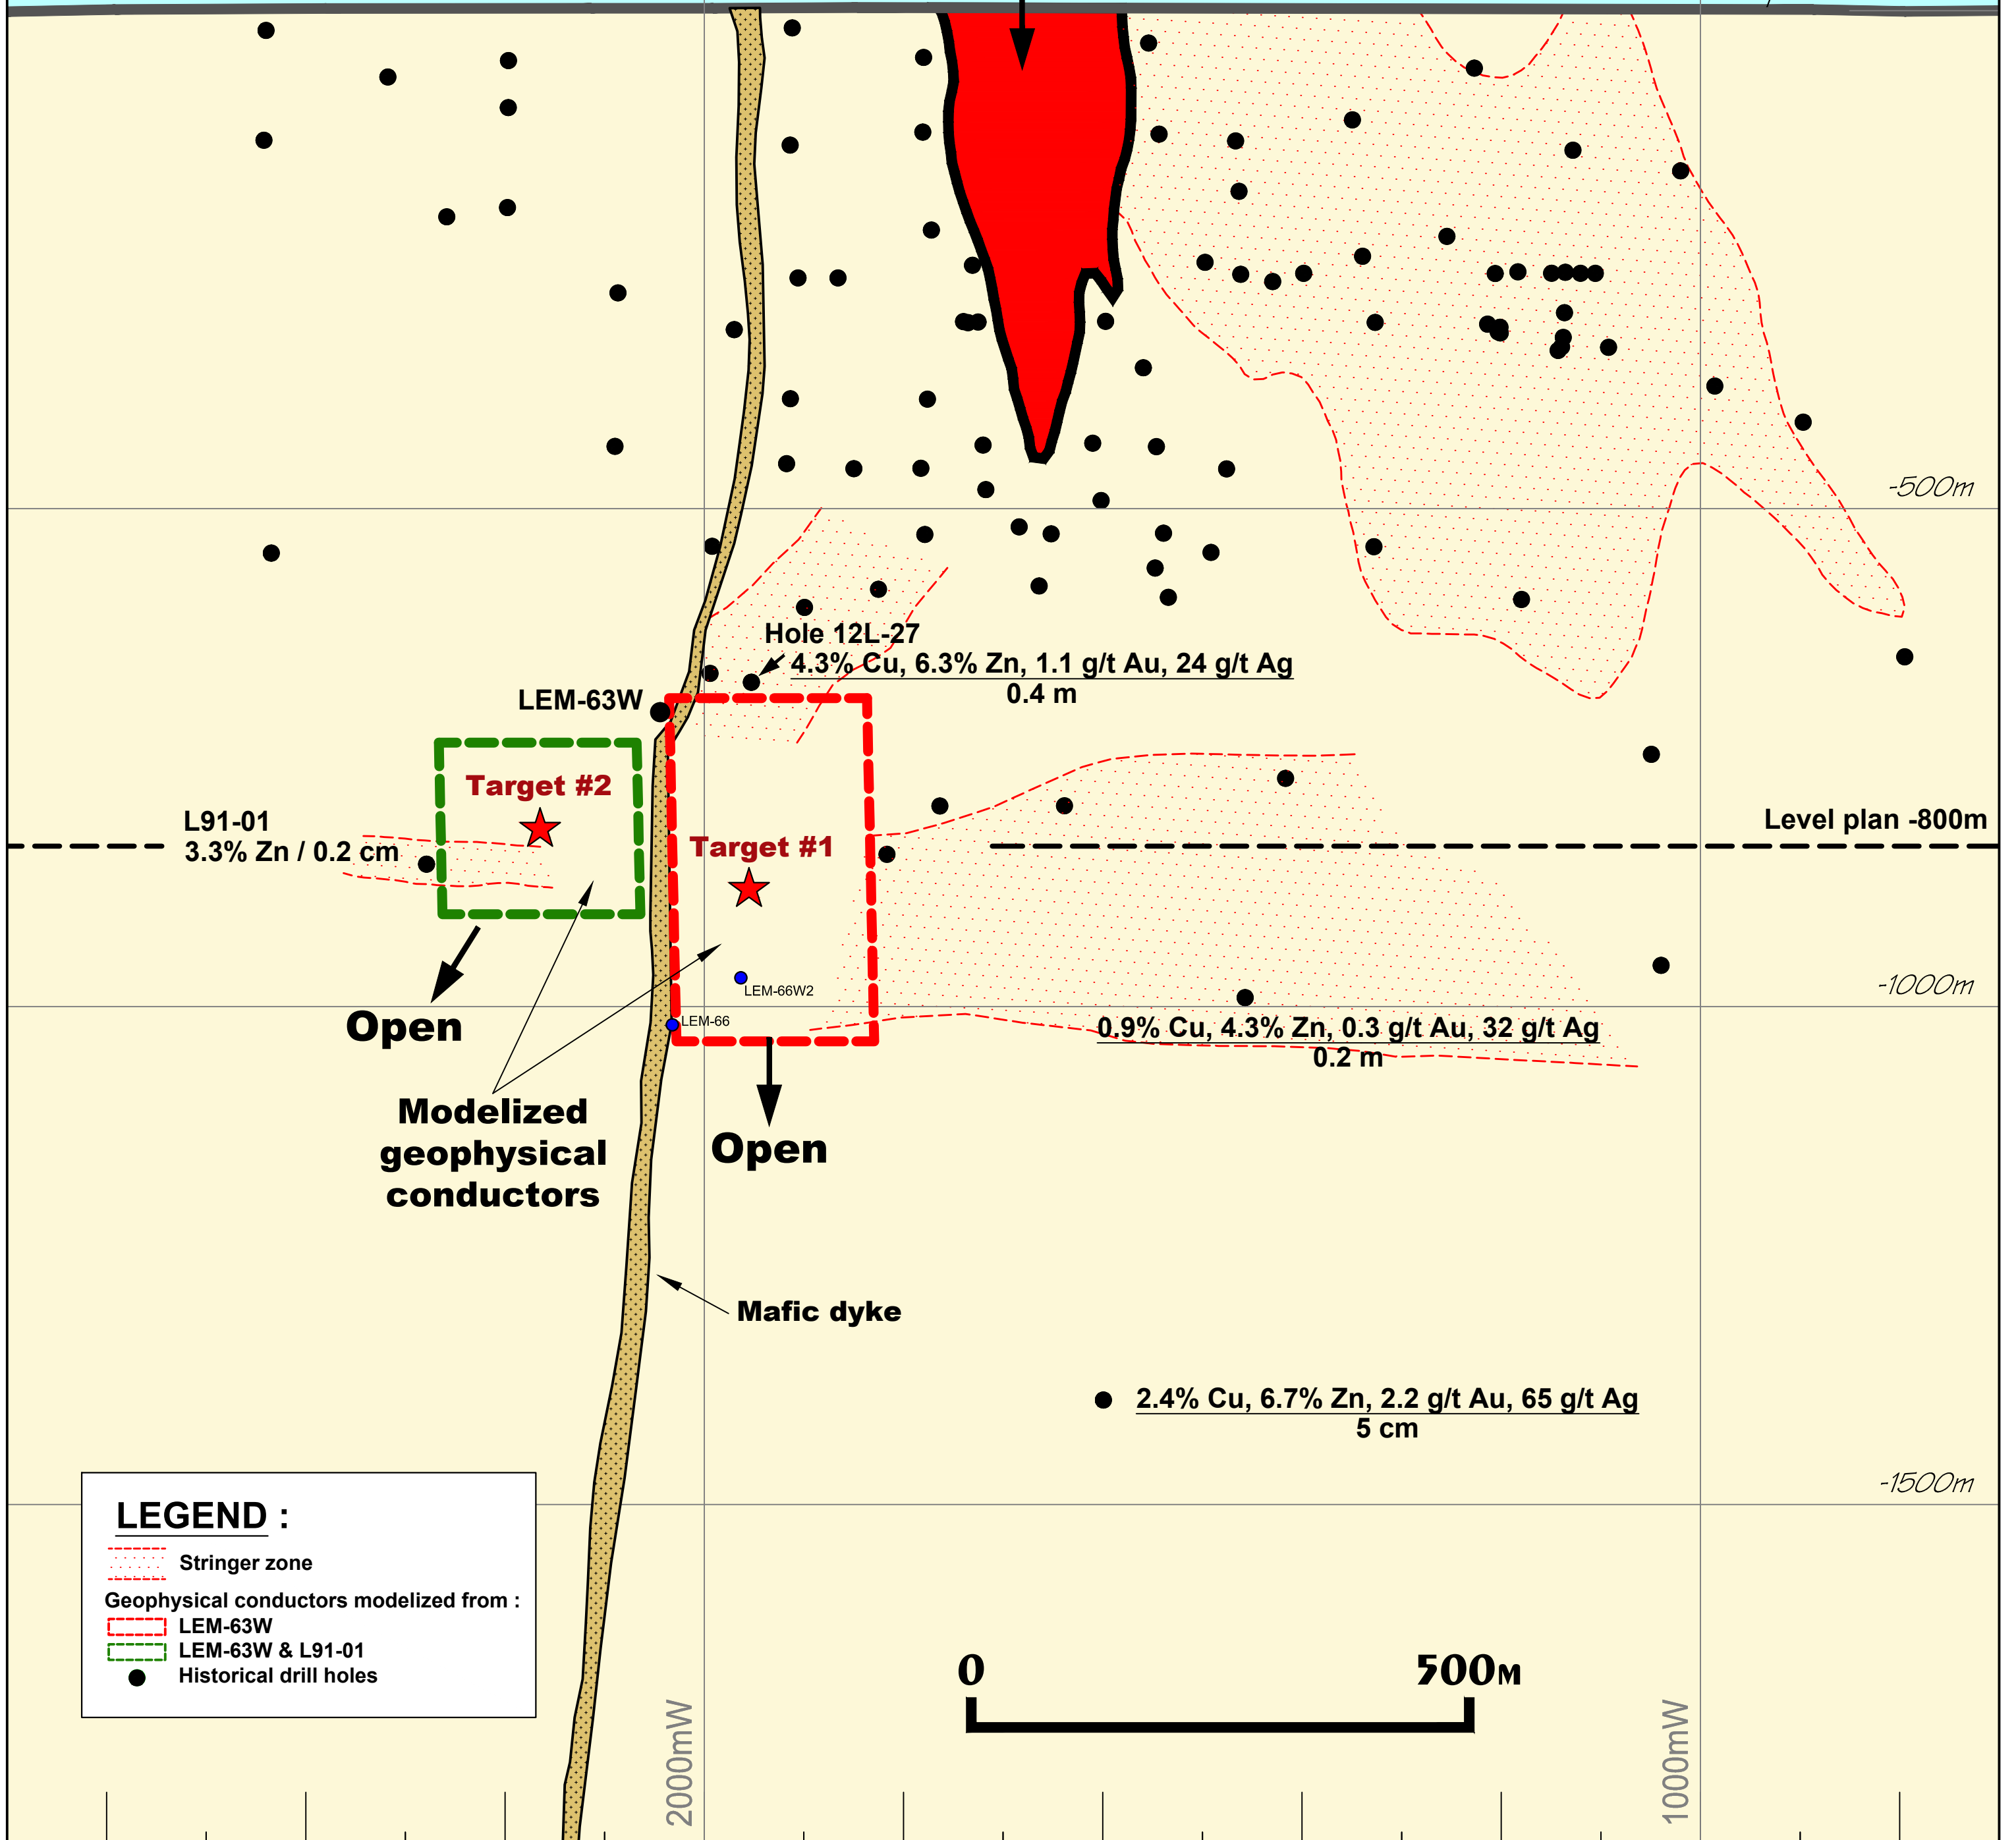 -500m
Hole 12L-27
4.3% Cu, 6.3% Zn, 1.1 g/t Au, 24 g/t Ag
0.4 m
LEM-63W
Target #2
L91-01
3.3% Zn / 0.2 cm
Target #1
Level plan -800m
-1000m
LEM-66W2
LEM-66
Open
0.9% Cu, 4.3% Zn, 0.3 g/t Au, 32 g/t Ag
0.2 m
Modelized
geophysical
conductors
Open
Mafic dyke
2.4% Cu, 6.7% Zn, 2.2 g/t Au, 65 g/t Ag
5 cm
-1500m
LEGEND :
Stringer zone
Geophysical conductors modelized from :
LEM-63W
LEM-63W & L91-01
Historical drill holes
0 500M
2000mW
1000mW